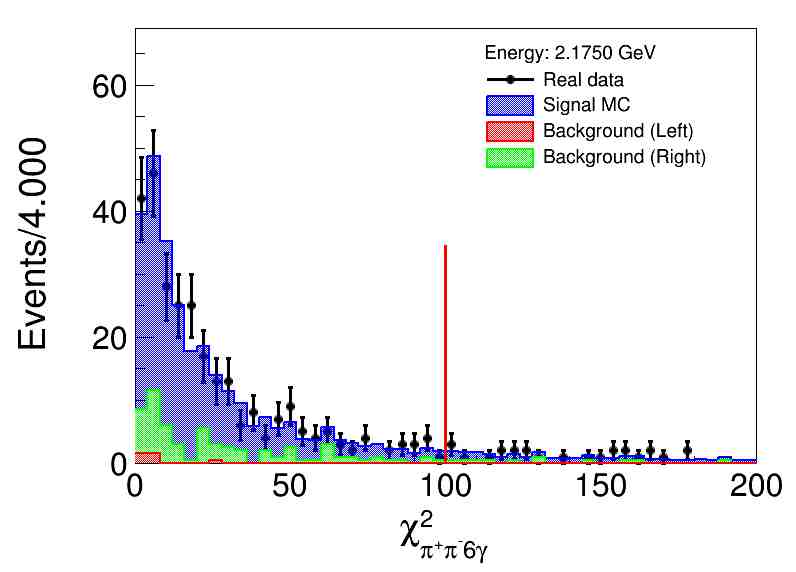 Energy: 2.1750 GeV
Real data
Signal MC
Background (Left)
Background (Right)
Events/4.000
60
40
20
0
0 50 100 150 200
χ²π⁺π⁻6γ